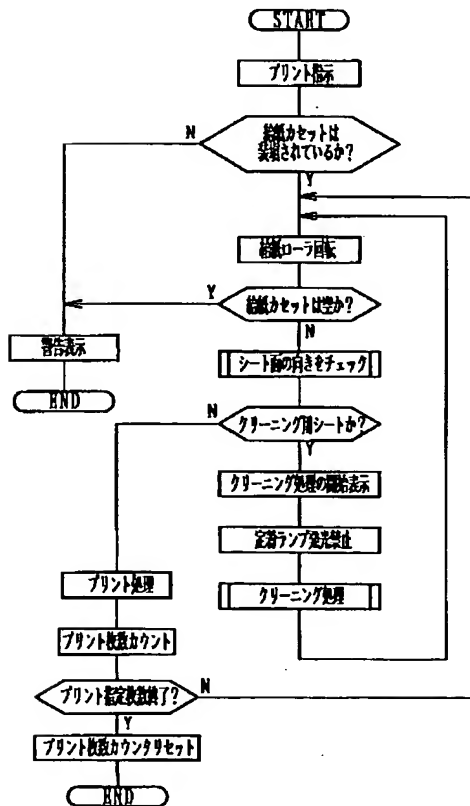 START
プリント指示
N
給紙カセットは
装着されているか?
Y
給紙ローラ回転
Y
給紙カセットは空か?
N
警告表示
シート面の向きをチェック
END
N
クリーニング用シートか?
Y
クリーニング処理の開始表示
定着ランプ発光禁止
プリント処理
クリーニング処理
プリント枚数カウント
プリント指定枚数終了?
N
Y
プリント枚数カウンタリセット
END